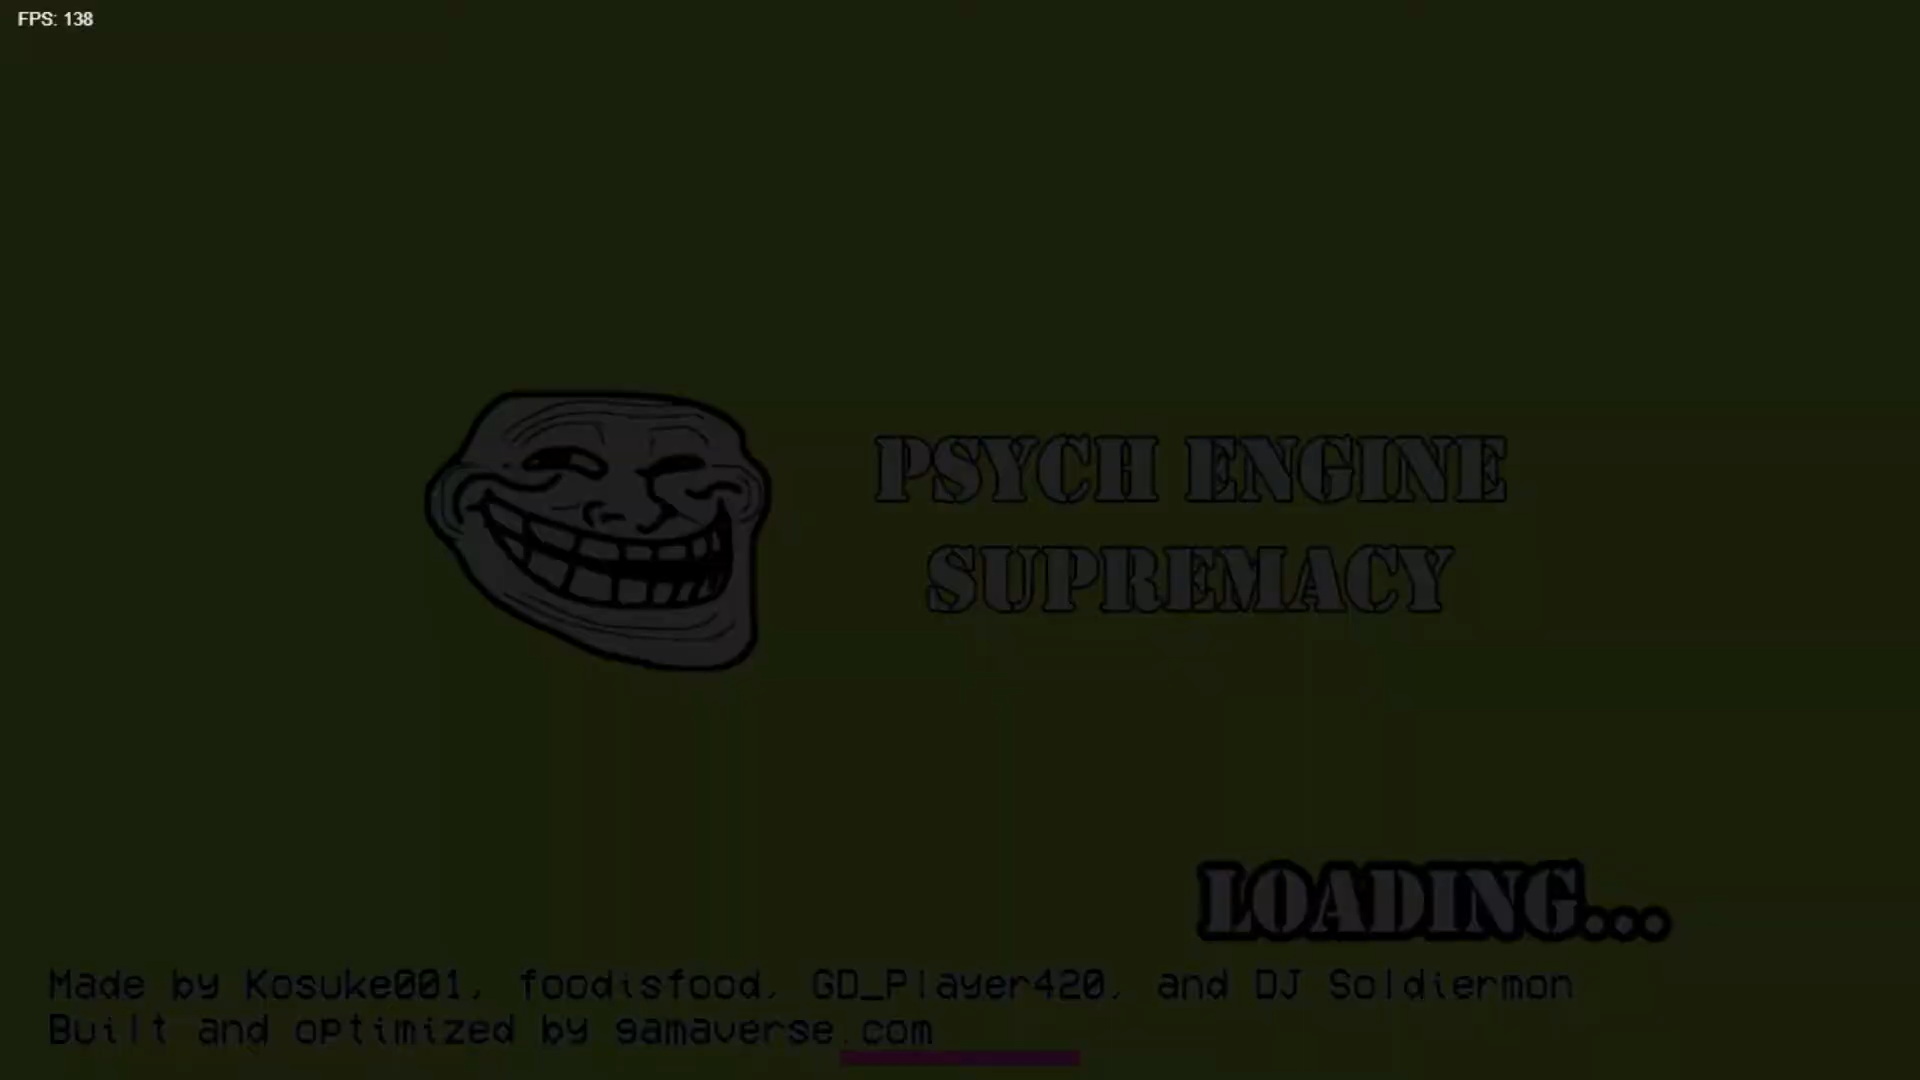 FPS: 138
PSYCH ENGINE
SUPREMACY
LOADING...
Made by Kosuke001, foodisfood, GD_Player420, and DJ Soldiermon
Built and optimized by gamaverse.com